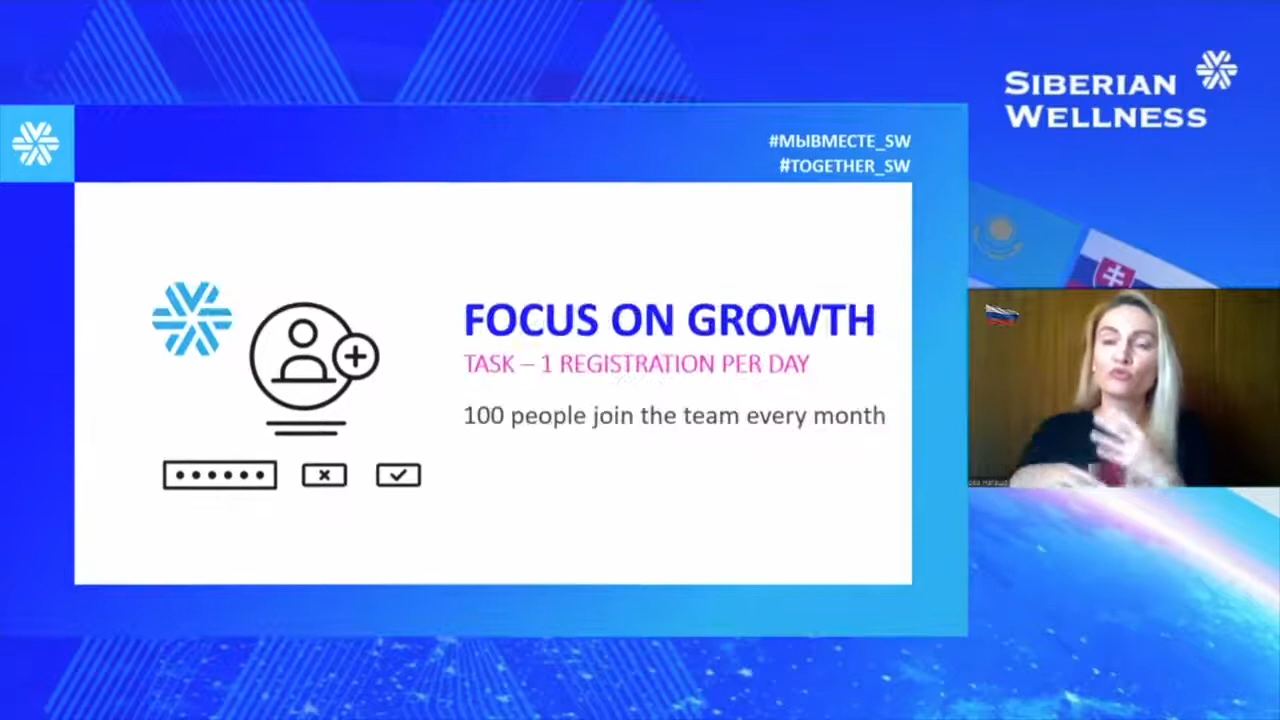 SIBERIAN
WELLNESS
#МЫВМЕСТЕ_SW
#TOGETHER_SW
FOCUS ON GROWTH
TASK – 1 REGISTRATION PER DAY
100 people join the team every month